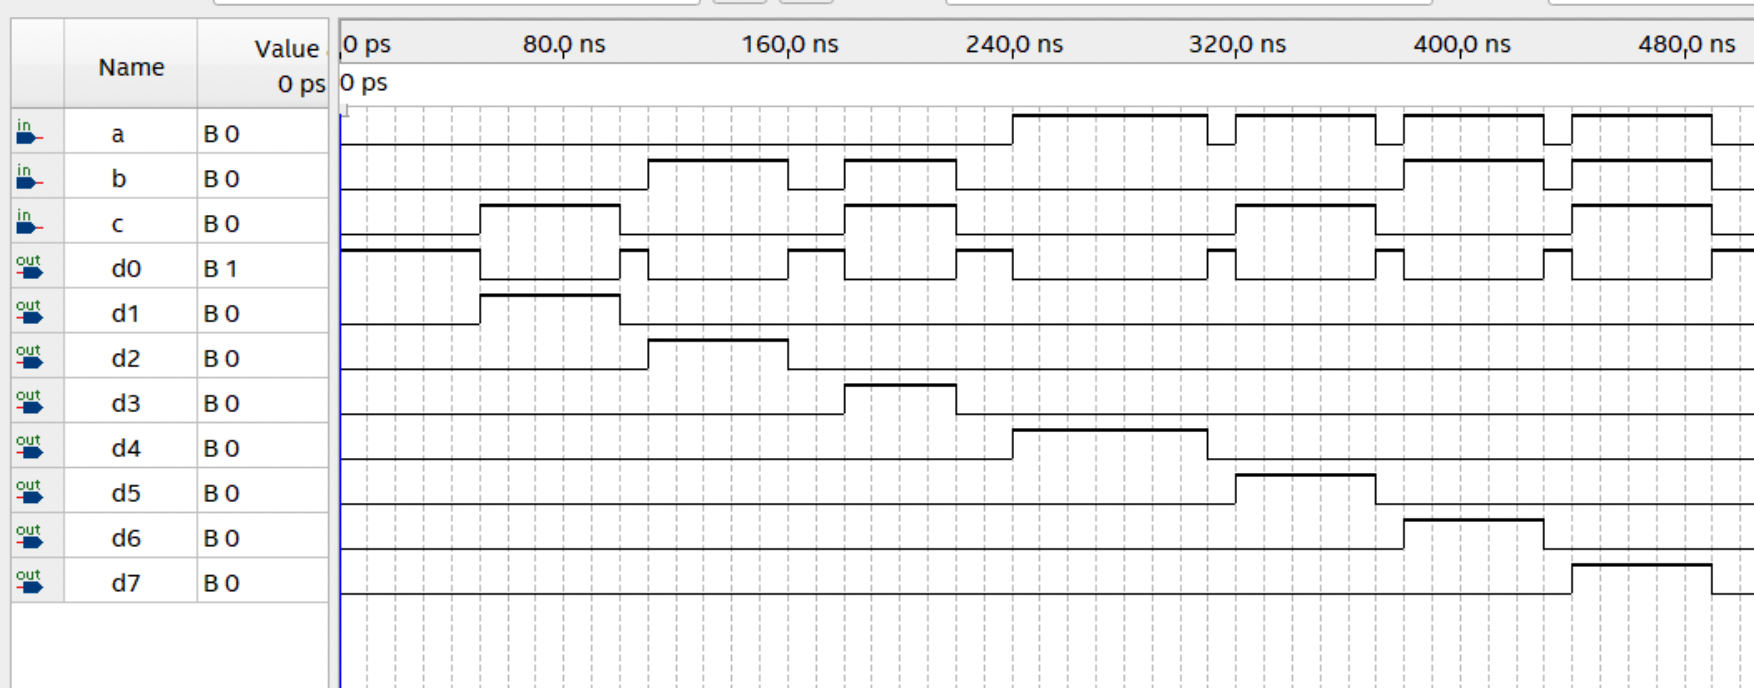 Name
Value
0 ps
0 ps 80.0 ns 160.0 ns 240.0 ns 320.0 ns 400.0 ns 480.0 ns
0 ps
in a B 0
in b B 0
in c B 0
out d0 B 1
out d1 B 0
out d2 B 0
out d3 B 0
out d4 B 0
out d5 B 0
out d6 B 0
out d7 B 0